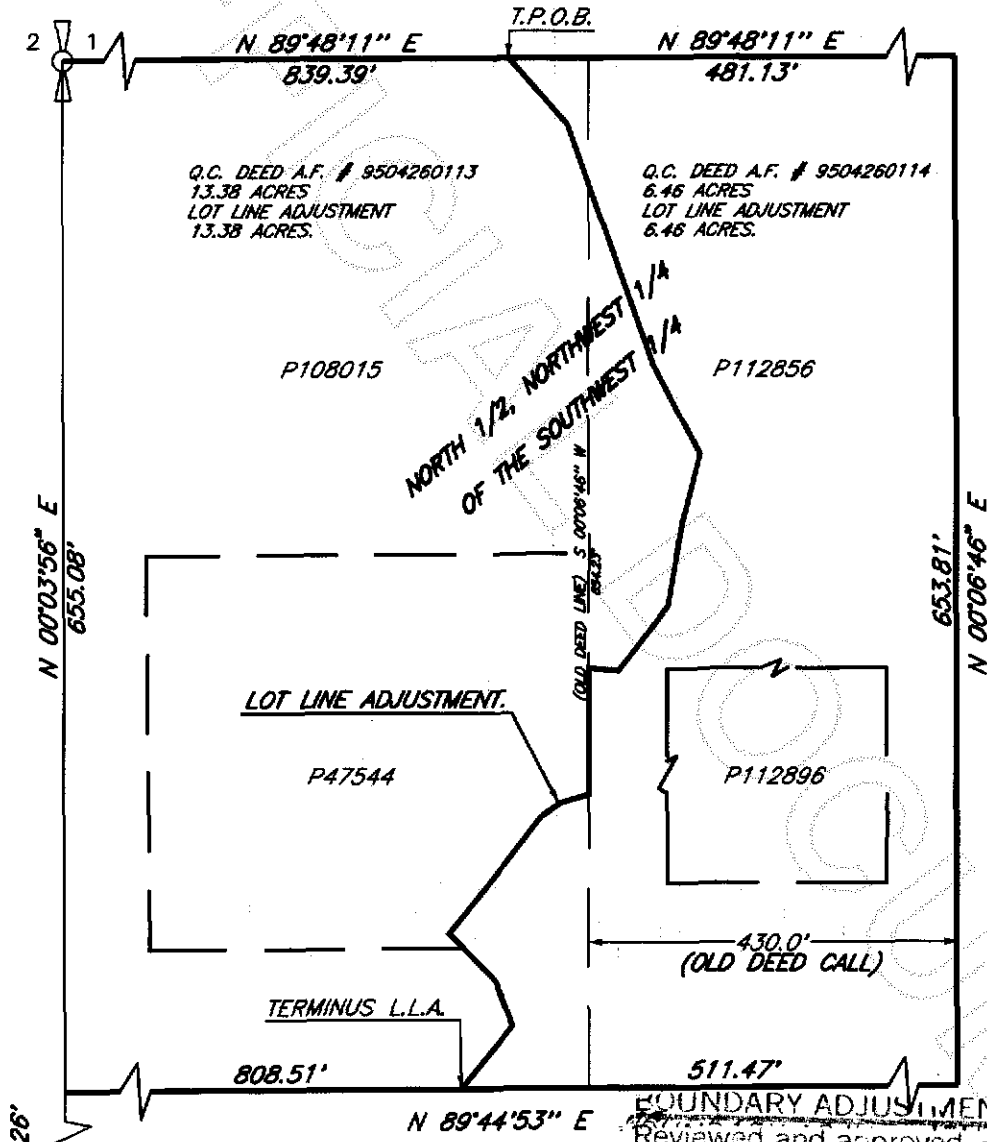 T.P.O.B.
2 1
N 89°48'11" E
839.39'
N 89°48'11" E
481.13'
Q.C. DEED A.F. # 9504260113
13.38 ACRES
LOT LINE ADJUSTMENT
13.38 ACRES.
Q.C. DEED A.F. # 9504260114
6.46 ACRES
LOT LINE ADJUSTMENT
6.46 ACRES.
NORTH 1/2, NORTHWEST 1/4
OF THE SOUTHWEST 1/4
P108015
P112856
N 00°03'56" E
655.08'
(OLD DEED LINE) S 00°06'46" W
654.23'
653.81'
N 00°06'46" E
LOT LINE ADJUSTMENT.
P47544
P112896
430.0'
(OLD DEED CALL)
TERMINUS L.L.A.
808.51'
511.47'
N 89°44'53" E
26'
BOUNDARY ADJUSTMEN
Reviewed and approved